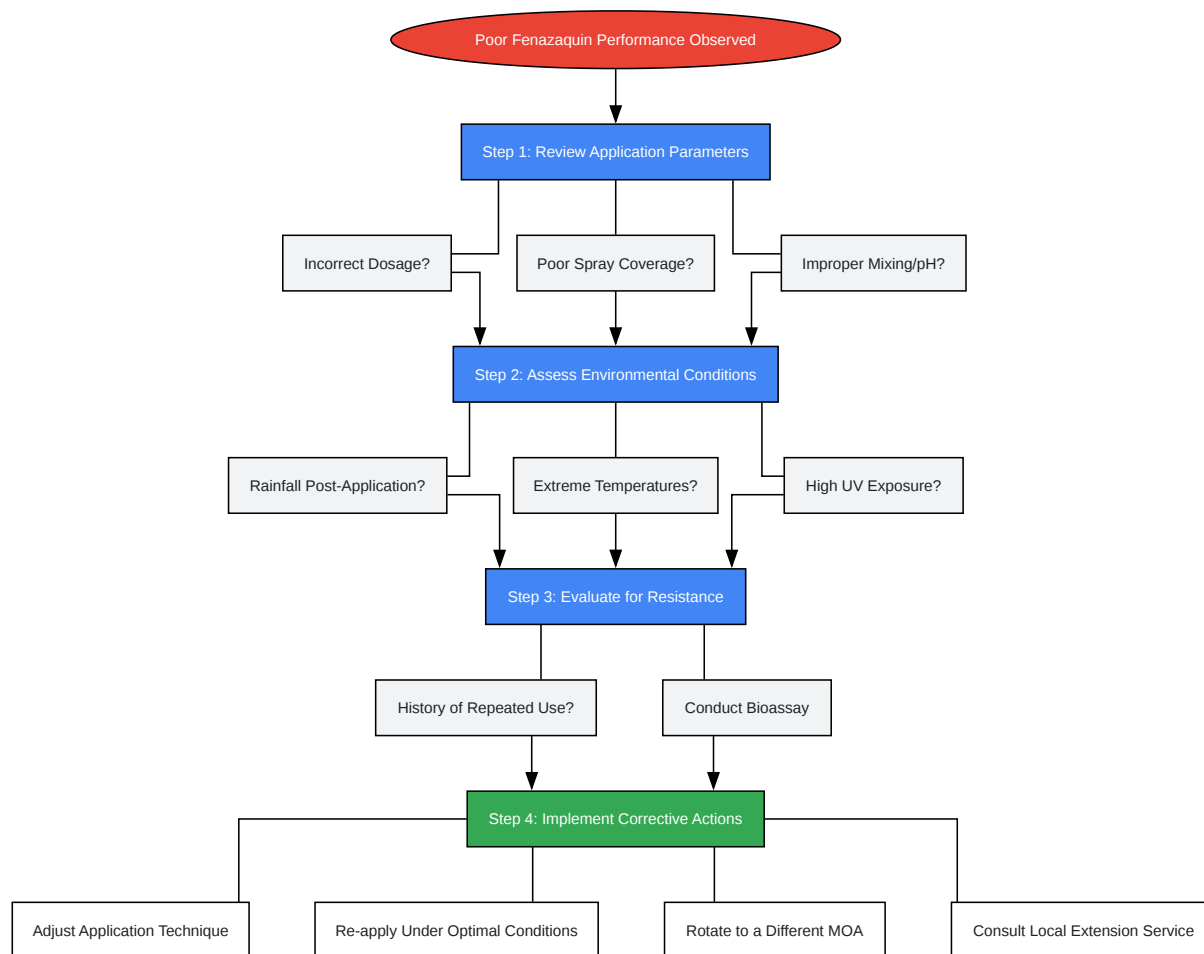 Poor Fenazaquin Performance Observed
Step 1: Review Application Parameters
Incorrect Dosage?
Poor Spray Coverage?
Improper Mixing/pH?
Step 2: Assess Environmental Conditions
Rainfall Post-Application?
Extreme Temperatures?
High UV Exposure?
Step 3: Evaluate for Resistance
History of Repeated Use?
Conduct Bioassay
Step 4: Implement Corrective Actions
Adjust Application Technique
Re-apply Under Optimal Conditions
Rotate to a Different MOA
Consult Local Extension Service